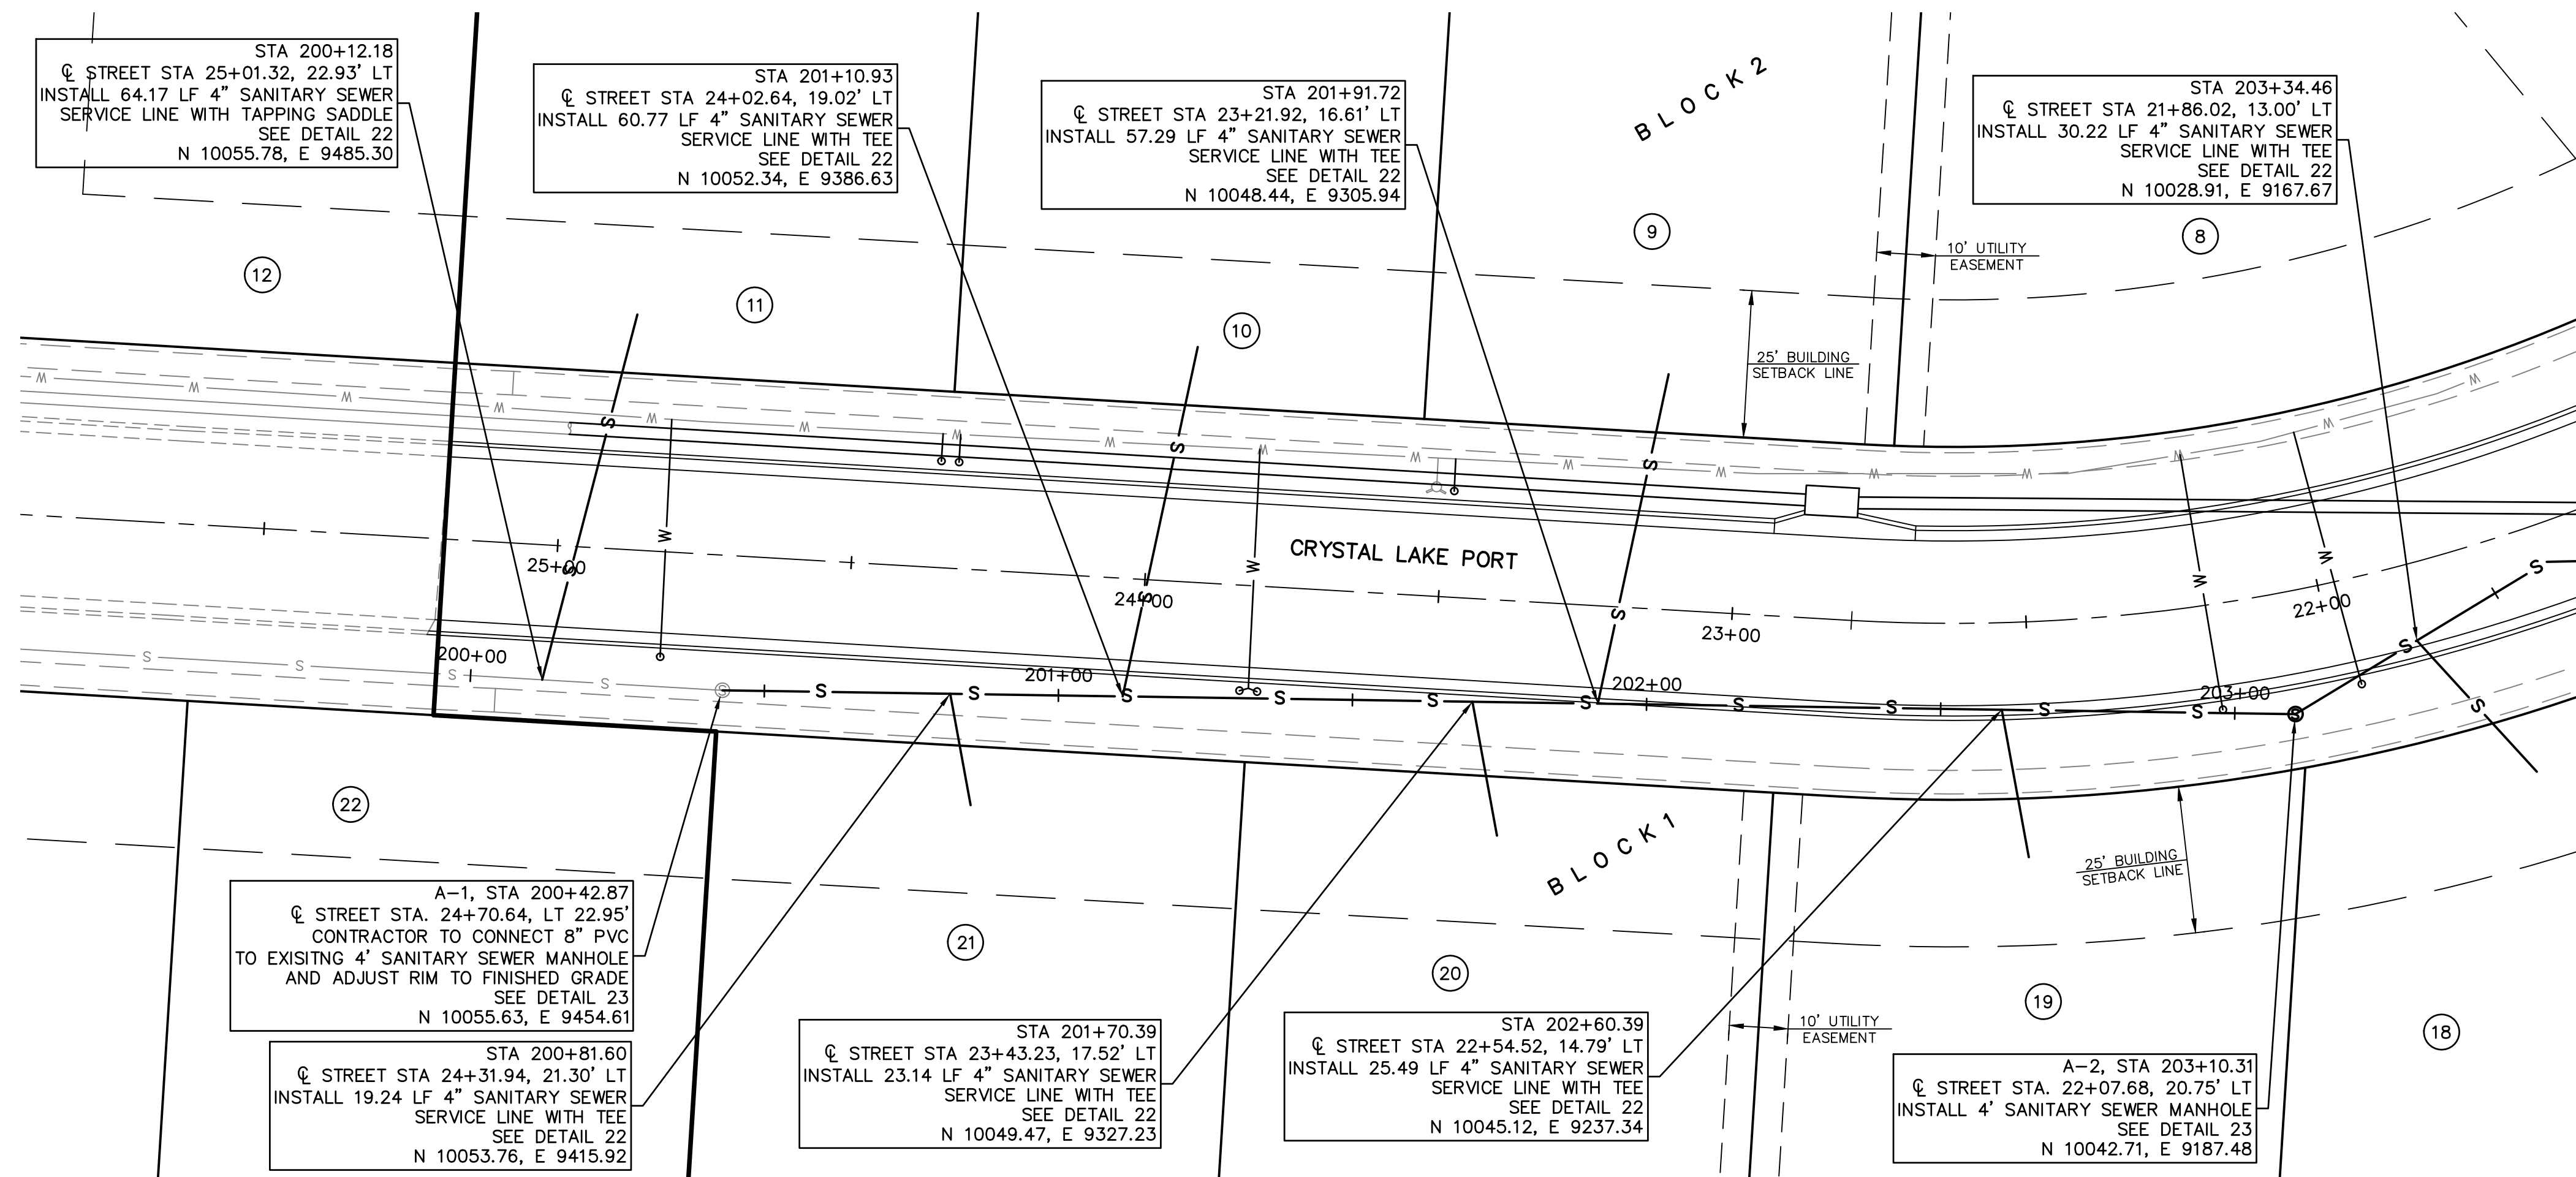 STA 200+12.18
℄ STREET STA 25+01.32, 22.93' LT
INSTALL 64.17 LF 4" SANITARY SEWER
SERVICE LINE WITH TAPPING SADDLE
SEE DETAIL 22
N 10055.78, E 9485.30
STA 201+10.93
℄ STREET STA 24+02.64, 19.02' LT
INSTALL 60.77 LF 4" SANITARY SEWER
SERVICE LINE WITH TEE
SEE DETAIL 22
N 10052.34, E 9386.63
STA 201+91.72
℄ STREET STA 23+21.92, 16.61' LT
INSTALL 57.29 LF 4" SANITARY SEWER
SERVICE LINE WITH TEE
SEE DETAIL 22
N 10048.44, E 9305.94
BLOCK 2
STA 203+34.46
℄ STREET STA 21+86.02, 13.00' LT
INSTALL 30.22 LF 4" SANITARY SEWER
SERVICE LINE WITH TEE
SEE DETAIL 22
N 10028.91, E 9167.67
12
11
10
9
8
10' UTILITY
EASEMENT
25' BUILDING
SETBACK LINE
W W W W W W W W W W W W W W W W W
S S S S
W W W W
CRYSTAL LAKE PORT
25+00
24+00
23+00
22+00
S S S S
200+00
201+00
202+00
203+00
S S S S
S S S S S S S S S S S S S S
BLOCK 1
25' BUILDING
SETBACK LINE
22
21
20
19
18
10' UTILITY
EASEMENT
A-1, STA 200+42.87
℄ STREET STA. 24+70.64, LT 22.95'
CONTRACTOR TO CONNECT 8" PVC
TO EXISITNG 4' SANITARY SEWER MANHOLE
AND ADJUST RIM TO FINISHED GRADE
SEE DETAIL 23
N 10055.63, E 9454.61
STA 200+81.60
℄ STREET STA 24+31.94, 21.30' LT
INSTALL 19.24 LF 4" SANITARY SEWER
SERVICE LINE WITH TEE
SEE DETAIL 22
N 10053.76, E 9415.92
STA 201+70.39
℄ STREET STA 23+43.23, 17.52' LT
INSTALL 23.14 LF 4" SANITARY SEWER
SERVICE LINE WITH TEE
SEE DETAIL 22
N 10049.47, E 9327.23
STA 202+60.39
℄ STREET STA 22+54.52, 14.79' LT
INSTALL 25.49 LF 4" SANITARY SEWER
SERVICE LINE WITH TEE
SEE DETAIL 22
N 10045.12, E 9237.34
A-2, STA 203+10.31
℄ STREET STA. 22+07.68, 20.75' LT
INSTALL 4' SANITARY SEWER MANHOLE
SEE DETAIL 23
N 10042.71, E 9187.48